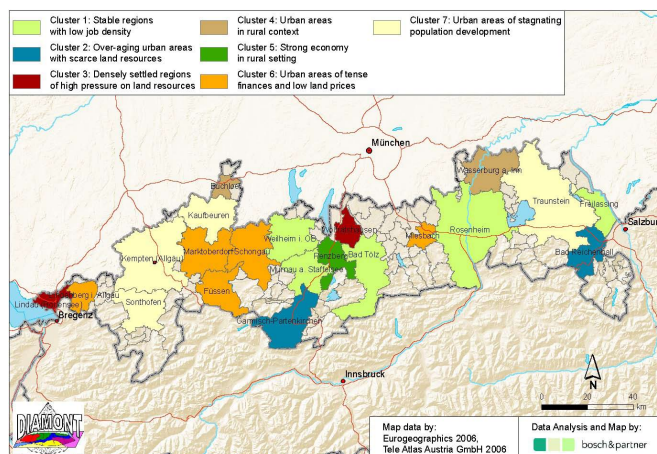 Cluster 1: Stable regions
with low job density
Cluster 4: Urban areas
in rural context
Cluster 7: Urban areas of stagnating
population development
Cluster 2: Over-aging urban areas
with scarce land resources
Cluster 5: Strong economy
in rural setting
Cluster 3: Densely settled regions
of high pressure on land resources
Cluster 6: Urban areas of tense
finances and low land prices
München
Wasserburg a. Inn
Buchloe
Traunstein
Freilassing
Kaufbeuren
Salzburg
Weilheim i. OB
Rosenheim
Marktoberdorf
Schongau
Miesbach
Kempten (Allgäu)
Penzberg
Bad Tölz
Bad Reichenhall
Murnau a. Staffelsee
Füssen
i. Allgäu
Lindau
Sonthofen
Bregenz
Garmisch-Partenkirchen
Innsbruck
N
0 20 40
km
DIAMONT
Map data by:
Eurogeographics 2006,
Tele Atlas Austria GmbH 2006
Data Analysis and Map by:
bosch&partner